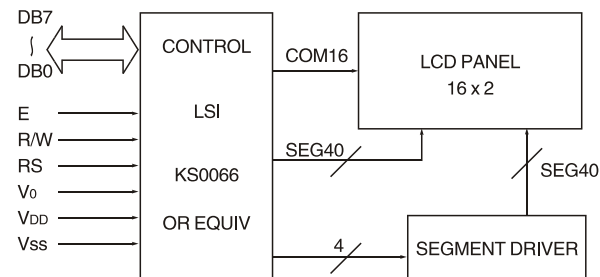 DB7
~
DB0
E
R/W
RS
V0
VDD
Vss
CONTROL
LSI
KS0066
OR EQUIV
COM16
SEG40
4
LCD PANEL
16 x 2
SEG40
SEGMENT DRIVER